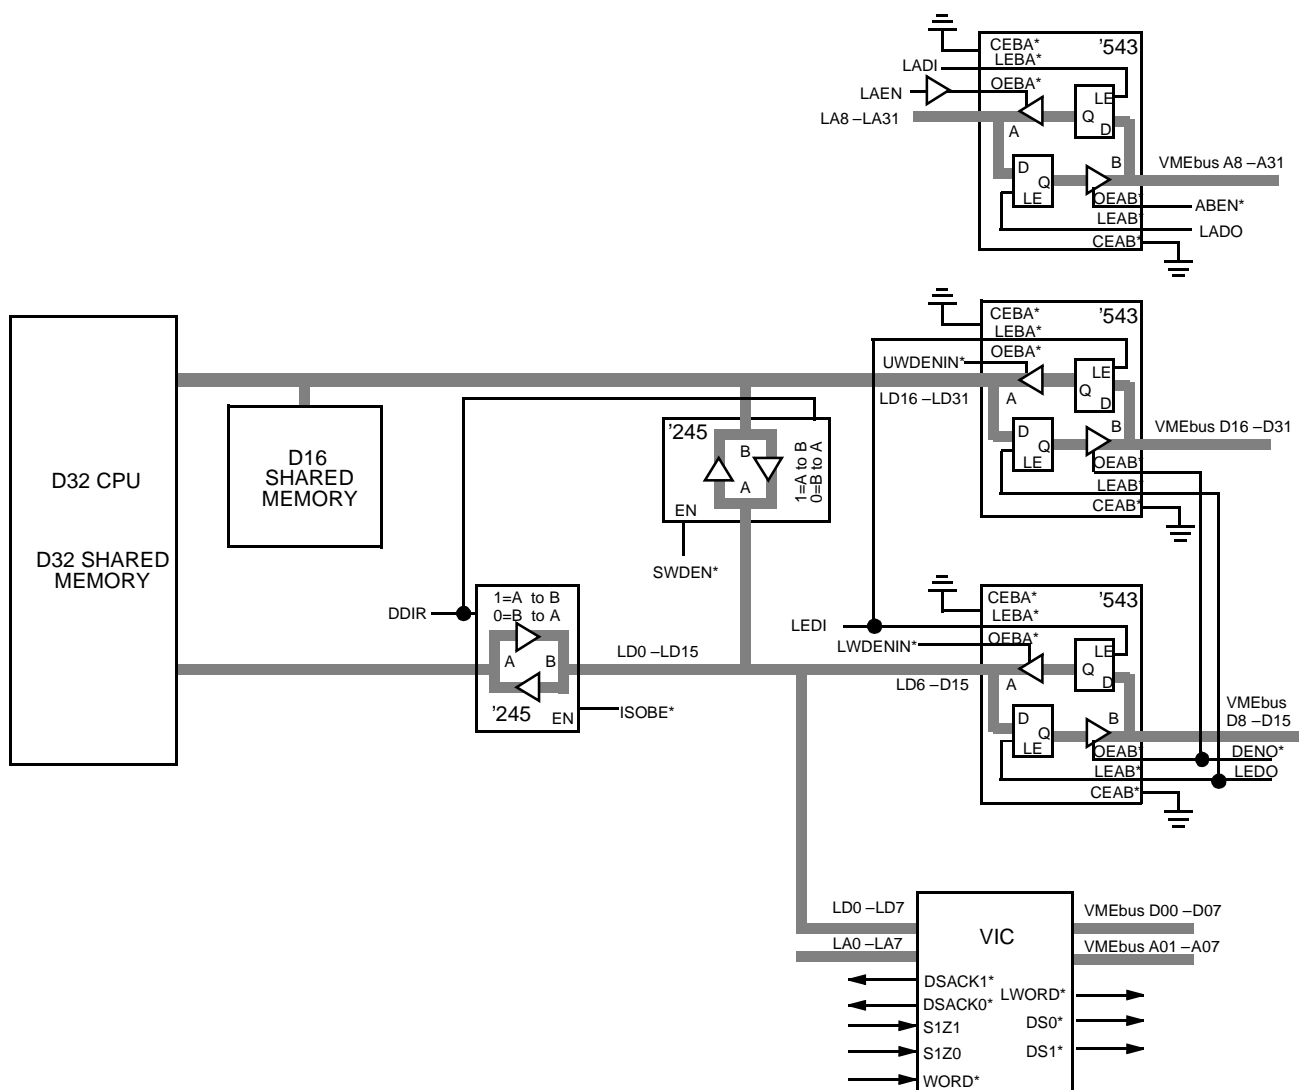 CEBA*
'543
LADI
LEBA*
OEBA*
LAEN
LE
LA8 –LA31
Q
D
A
D
B
VMEbus A8 –A31
Q
LE
OEAB*
ABEN*
LEAB*
LADO
CEAB*
CEBA*
'543
LEBA*
OEBA*
UWDENIN*
LE
LD16 –LD31
A
Q
D
D
B
VMEbus D16 –D31
Q
LE
OEAB*
LEAB*
CEAB*
D32 CPU
D32 SHARED
MEMORY
D16
SHARED
MEMORY
'245
B
A
1=A to B
0=B to A
EN
SWDEN*
DDIR
1=A to B
0=B to A
A
B
'245
EN
ISOBE*
LD0 –LD15
CEBA*
'543
LEBA*
LEDI
OEBA*
LWDENIN*
LE
LD6 –D15
A
Q
D
D
B
VMEbus
D8 –D15
Q
LE
OEAB*
DENO*
LEAB*
LEDO
CEAB*
LD0 –LD7
VIC
VMEbus D00 –D07
LA0 –LA7
VMEbus A01 –A07
DSACK1*
LWORD*
DSACK0*
DS0*
S1Z1
S1Z0
DS1*
WORD*